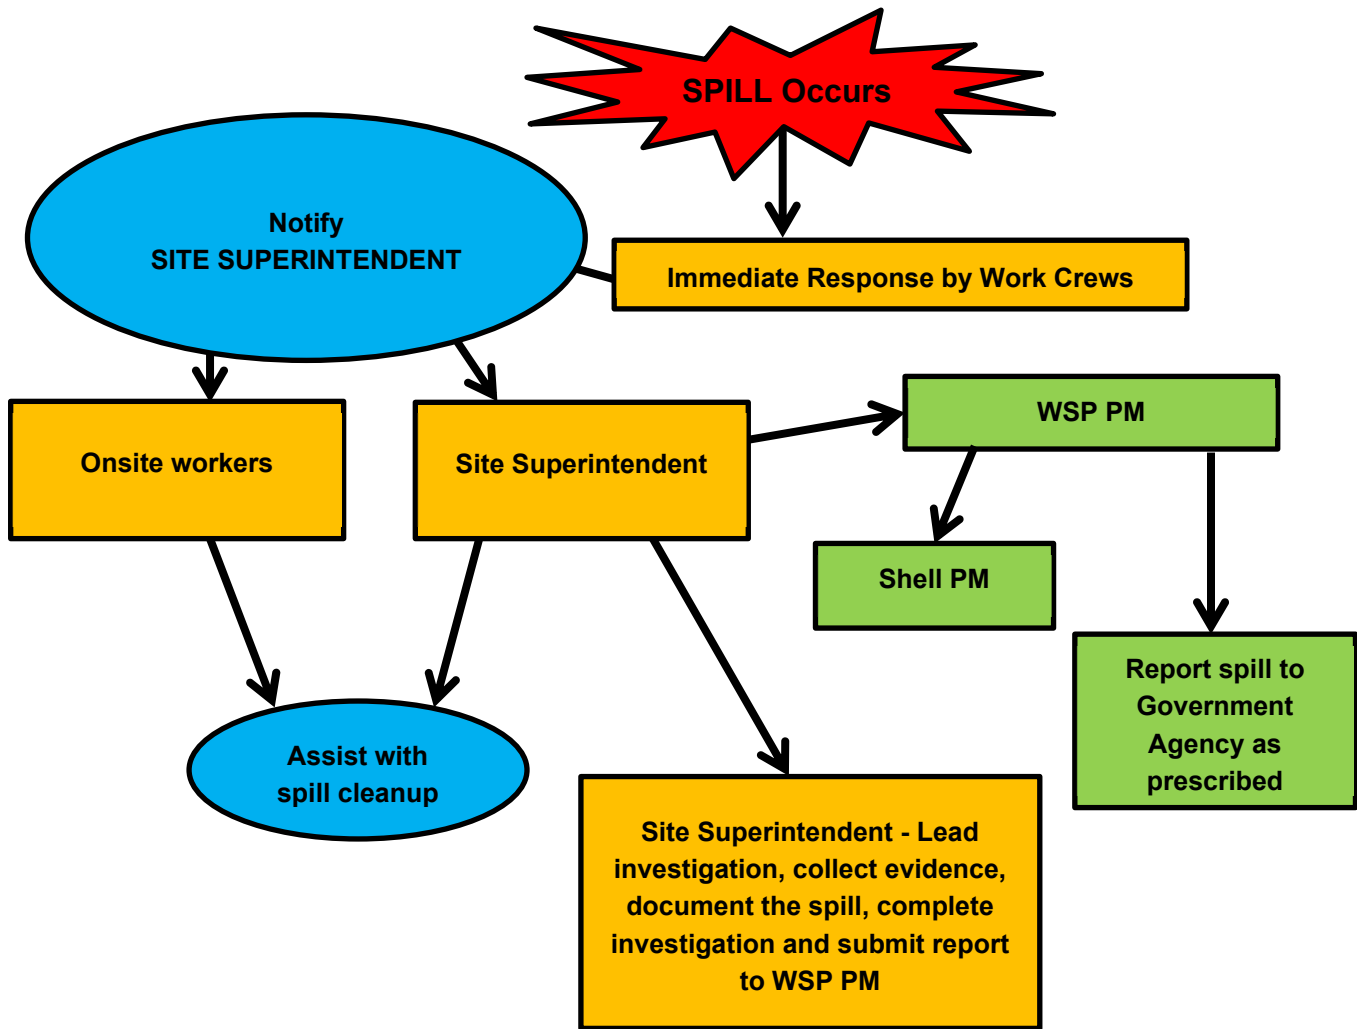 SPILL Occurs
Notify
SITE SUPERINTENDENT
Immediate Response by Work Crews
Onsite workers
Site Superintendent
WSP PM
Shell PM
Report spill to
Government
Agency as
prescribed
Assist with
spill cleanup
Site Superintendent - Lead
investigation, collect evidence,
document the spill, complete
investigation and submit report
to WSP PM